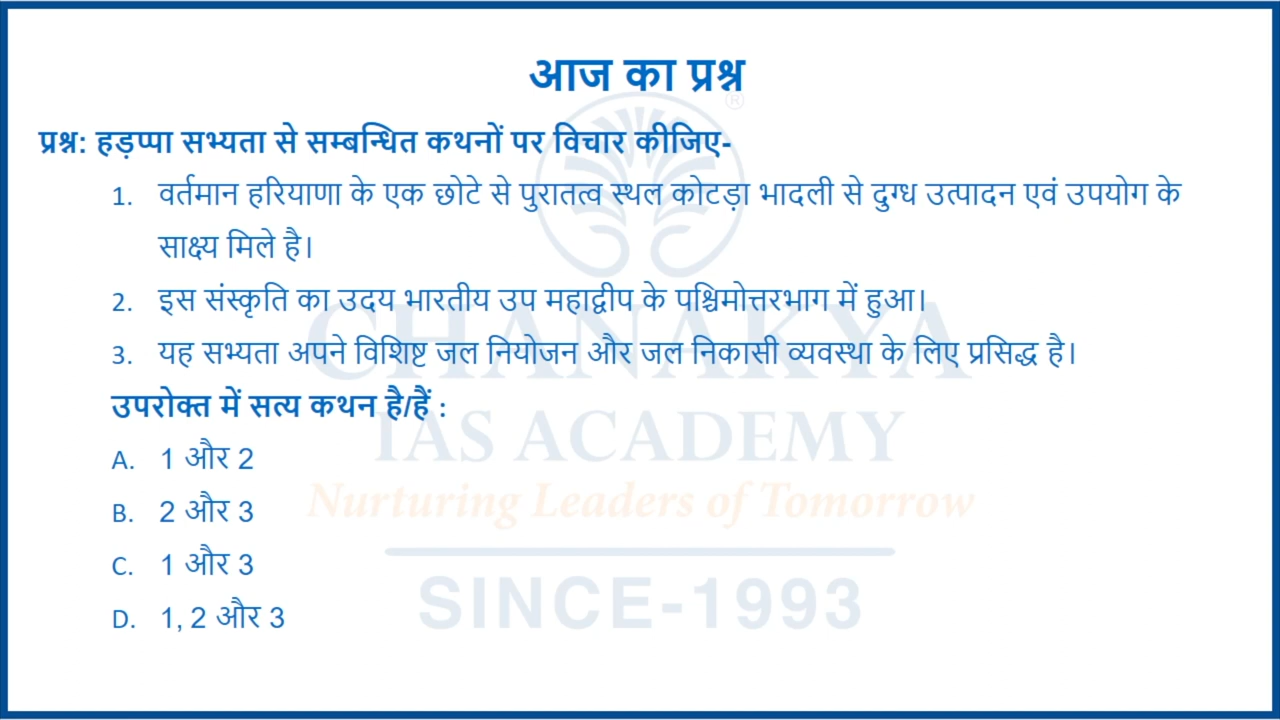 आज का प्रश्न
®
प्रश्न: हड़प्पा सभ्यता से सम्बन्धित कथनों पर विचार कीजिए-
1. वर्तमान हरियाणा के एक छोटे से पुरातत्व स्थल कोटड़ा भादली से दुग्ध उत्पादन एवं उपयोग के
साक्ष्य मिले है।
2. इस संस्कृति का उदय भारतीय उप महाद्वीप के पश्चिमोत्तरभाग में हुआ।
3. यह सभ्यता अपने विशिष्ट जल नियोजन और जल निकासी व्यवस्था के लिए प्रसिद्ध है।
CHANAKYA
उपरोक्त में सत्य कथन है/हैं :
IAS ACADEMY
A. 1 और 2
Nurturing Leaders of Tomorrow
B. 2 और 3
C. 1 और 3
SINCE-1993
D. 1, 2 और 3